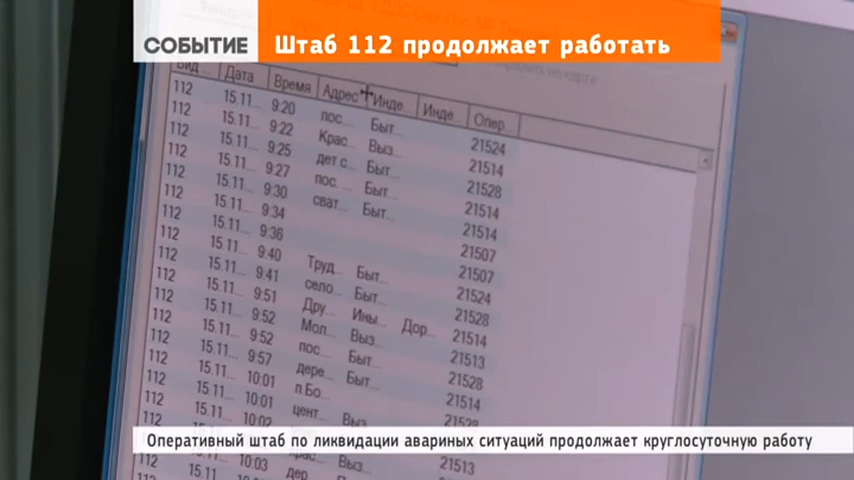 СОБЫТИЕ
Штаб 112 продолжает работать
Вид ... Дата Время Адрес Инде... Инде... Опер...
112 15.11... 9:20 пос... Быт... 21524
112 15.11... 9:22 Крас... Выз... 21514
112 15.11... 9:25 дет с... Быт... 21528
112 15.11... 9:27 пос. ... Быт... 21514
112 15.11... 9:30 сват... Быт... 21514
112 15.11... 9:34 21507
112 15.11... 9:36 21507
112 15.11... 9:40 Труд... Быт... 21524
112 15.11... 9:41 село... Быт... 21528
112 15.11... 9:51 Дру... Ины... Дор... 21514
112 15.11... 9:52 Мол... Выз... 21513
112 15.11... 9:52 пос... Быт... 21528
112 15.11... 9:57 дере... Быт... 21514
112 15.11... 10:01 п.Бо...
112 15.11... 10:01 цент... Выз...
15.11... 10:02
Оперативный штаб по ликвидации авариных ситуаций продолжает круглосуточную работу
112 15.11... 10:03 Выз... 21513